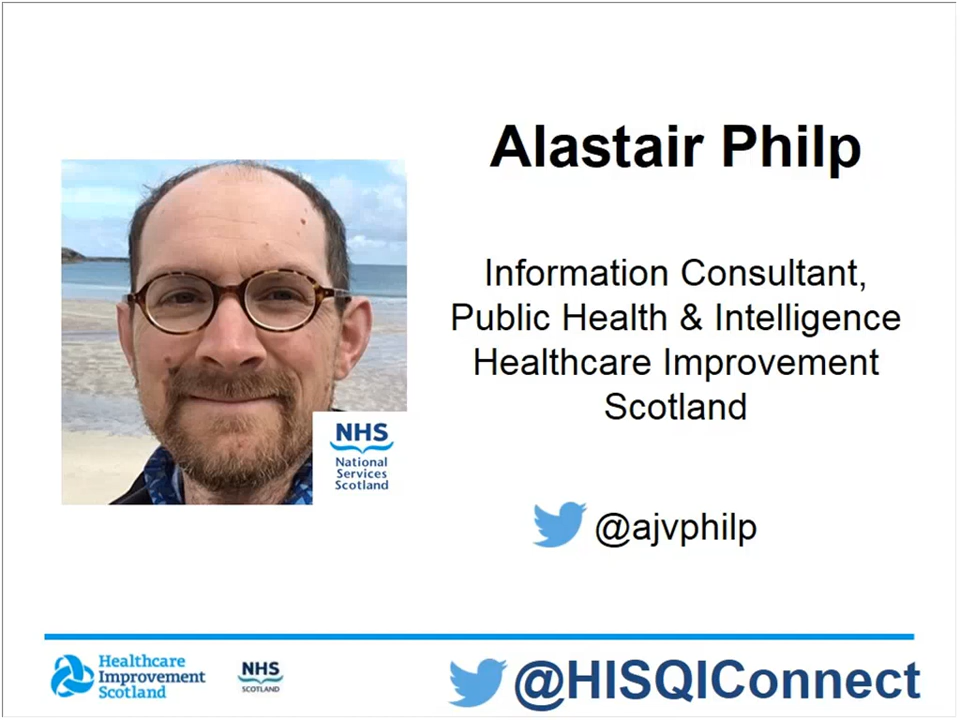 Alastair Philp
Information Consultant,
Public Health & Intelligence
Healthcare Improvement
Scotland
@ajvphilp
NHS
National
Services
Scotland
Healthcare
Improvement
Scotland
NHS
SCOTLAND
@HISQIConnect